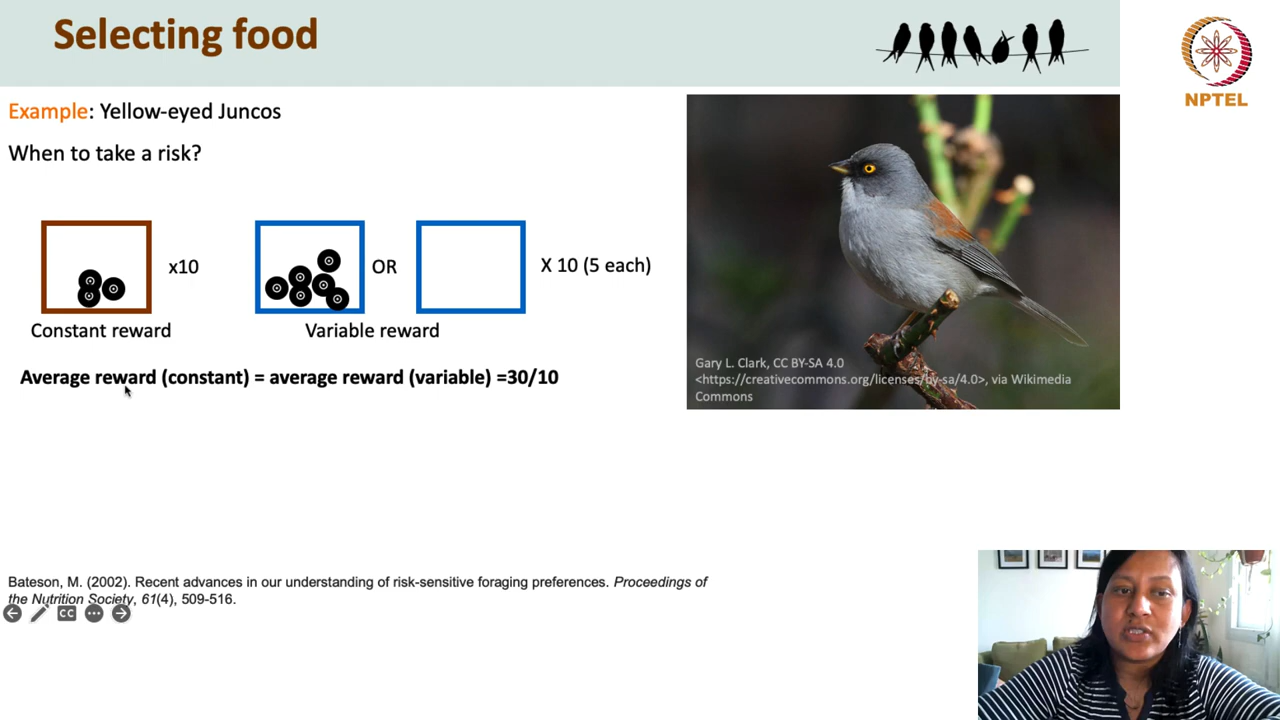 Selecting food
NPTEL
Example: Yellow-eyed Juncos
When to take a risk?
x10
OR
X 10 (5 each)
Constant reward
Variable reward
Average reward (constant) = average reward (variable) =30/10
Gary L. Clark, CC BY-SA 4.0
<https://creativecommons.org/licenses/by-sa/4.0>, via Wikimedia
Commons
Bateson, M. (2002). Recent advances in our understanding of risk-sensitive foraging preferences. Proceedings of
the Nutrition Society, 61(4), 509-516.
CC